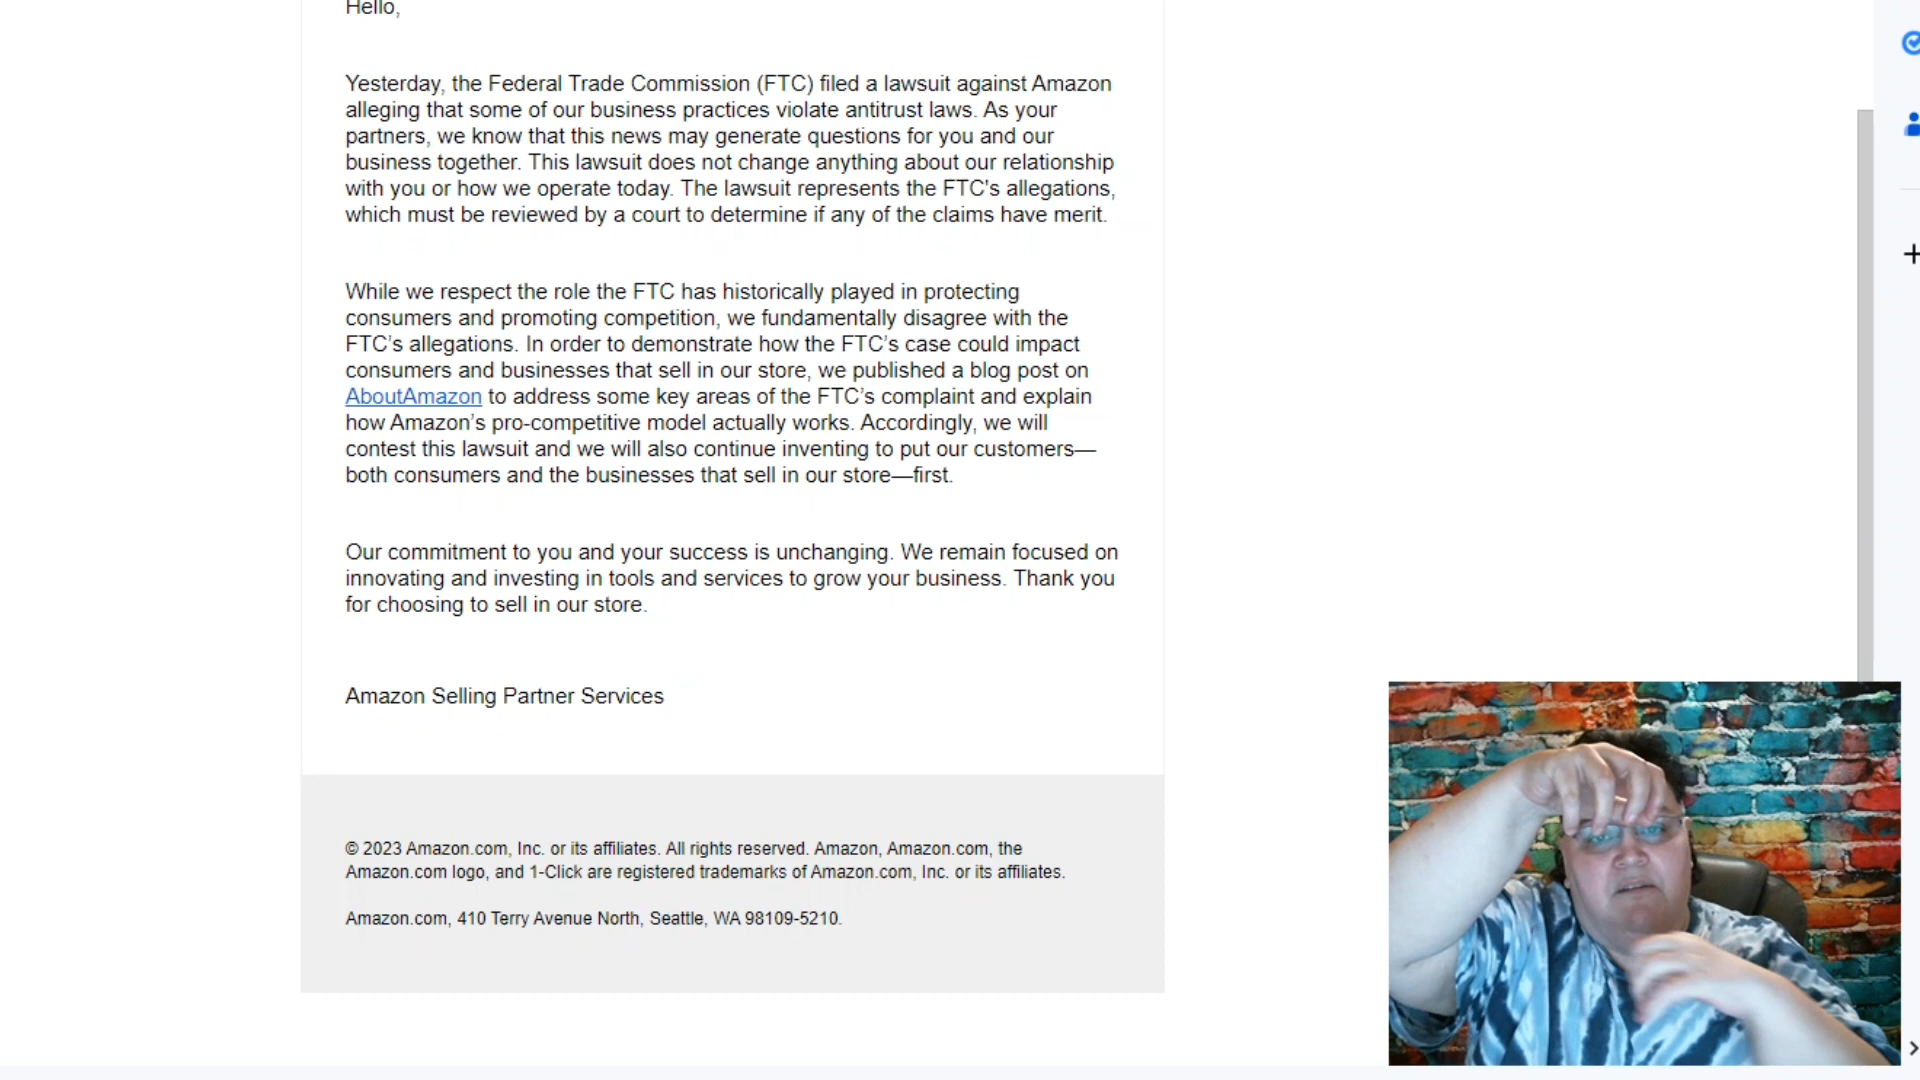 Hello,
Yesterday, the Federal Trade Commission (FTC) filed a lawsuit against Amazon
alleging that some of our business practices violate antitrust laws. As your
partners, we know that this news may generate questions for you and our
business together. This lawsuit does not change anything about our relationship
with you or how we operate today. The lawsuit represents the FTC's allegations,
which must be reviewed by a court to determine if any of the claims have merit.
While we respect the role the FTC has historically played in protecting
consumers and promoting competition, we fundamentally disagree with the
FTC’s allegations. In order to demonstrate how the FTC’s case could impact
consumers and businesses that sell in our store, we published a blog post on
AboutAmazon to address some key areas of the FTC’s complaint and explain
how Amazon’s pro-competitive model actually works. Accordingly, we will
contest this lawsuit and we will also continue inventing to put our customers—
both consumers and the businesses that sell in our store—first.
Our commitment to you and your success is unchanging. We remain focused on
innovating and investing in tools and services to grow your business. Thank you
for choosing to sell in our store.
Amazon Selling Partner Services
© 2023 Amazon.com, Inc. or its affiliates. All rights reserved. Amazon, Amazon.com, the
Amazon.com logo, and 1-Click are registered trademarks of Amazon.com, Inc. or its affiliates.
Amazon.com, 410 Terry Avenue North, Seattle, WA 98109-5210.